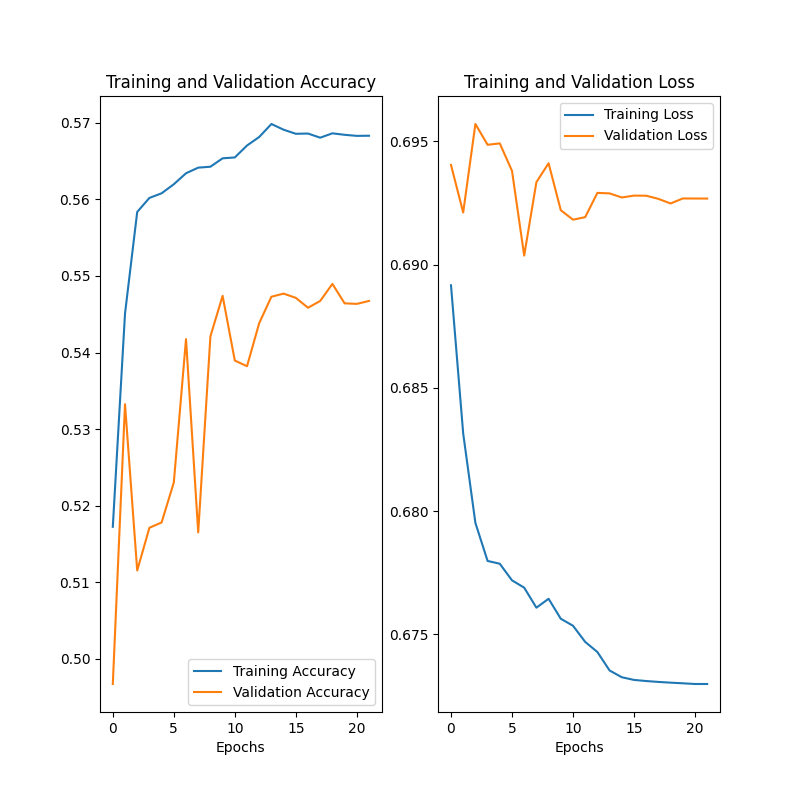 Training and Validation Accuracy
0.57
0.56
0.55
0.54
0.53
0.52
0.51
0.50
0
5
10
15
20
Epochs
Training Accuracy
Validation Accuracy
Training and Validation Loss
0.695
0.690
0.685
0.680
0.675
0
5
10
15
20
Epochs
Training Loss
Validation Loss